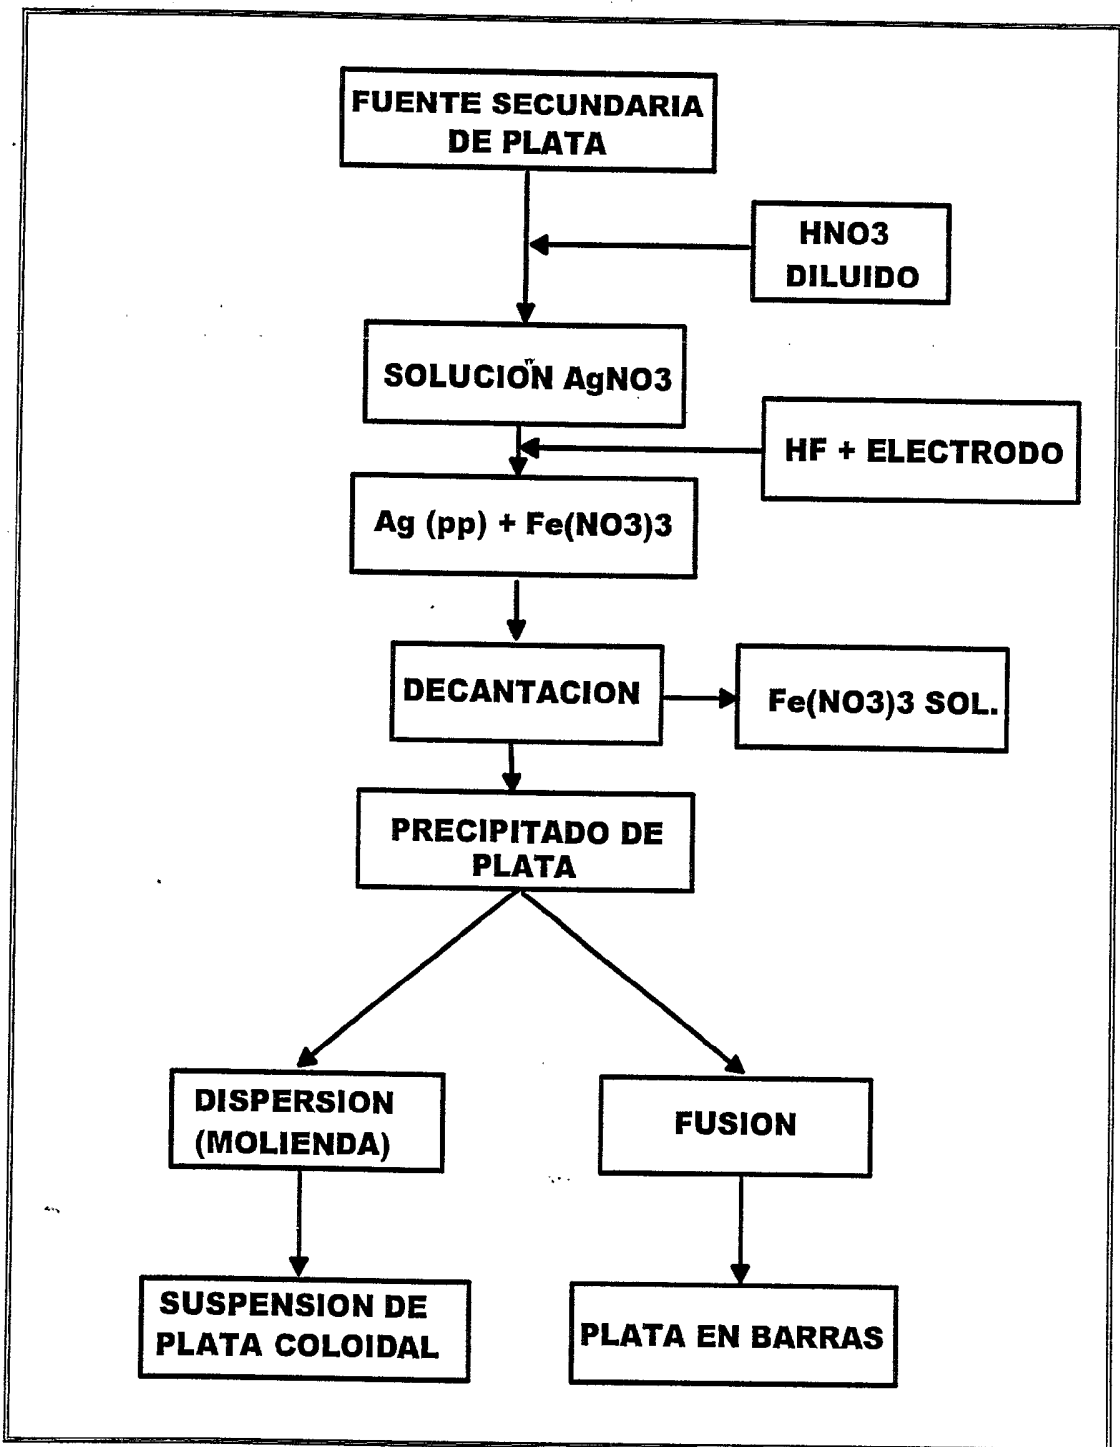 FUENTE SECUNDARIA
DE PLATA
HNO3
DILUIDO
SOLUCIÓN AgNO3
HF + ELECTRODO
Ag (pp) + Fe(NO3)3
DECANTACION
Fe(NO3)3 SOL.
PRECIPITADO DE
PLATA
DISPERSION
(MOLIENDA)
FUSION
SUSPENSION DE
PLATA COLOIDAL
PLATA EN BARRAS